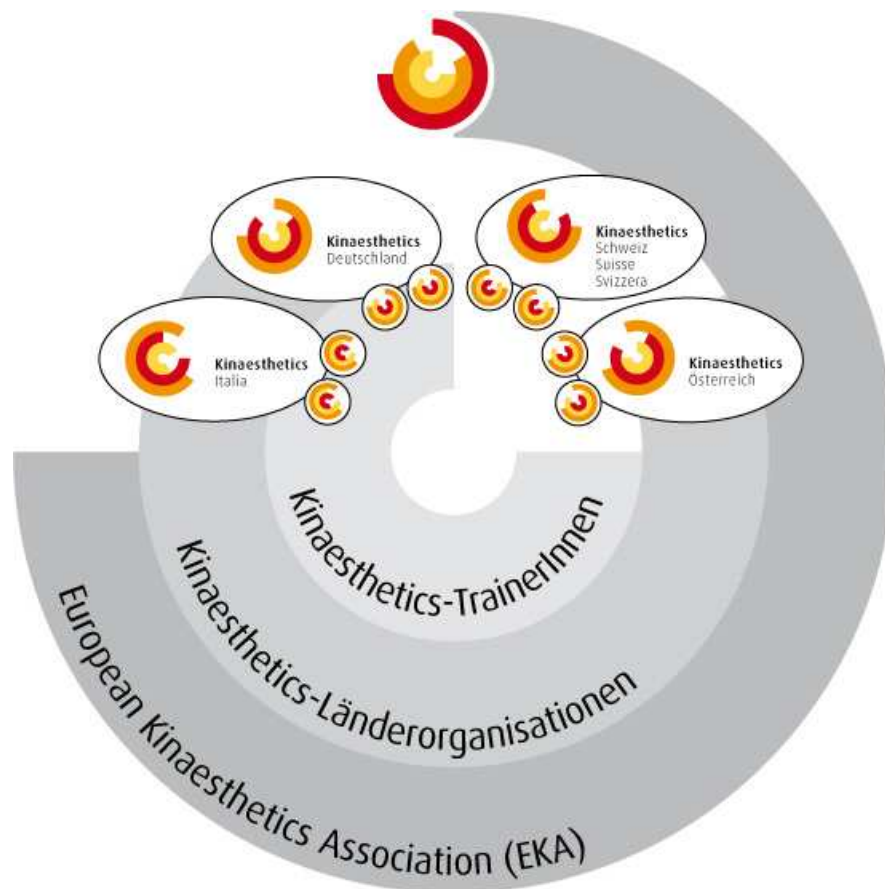 Kinaesthetics
Deutschland
Kinaesthetics
Schweiz
Suisse
Svizzera
Kinaesthetics
Italia
Kinaesthetics
Österreich
Kinaesthetics-TrainerInnen
Kinaesthetics-Länderorganisationen
European Kinaesthetics Association (EKA)